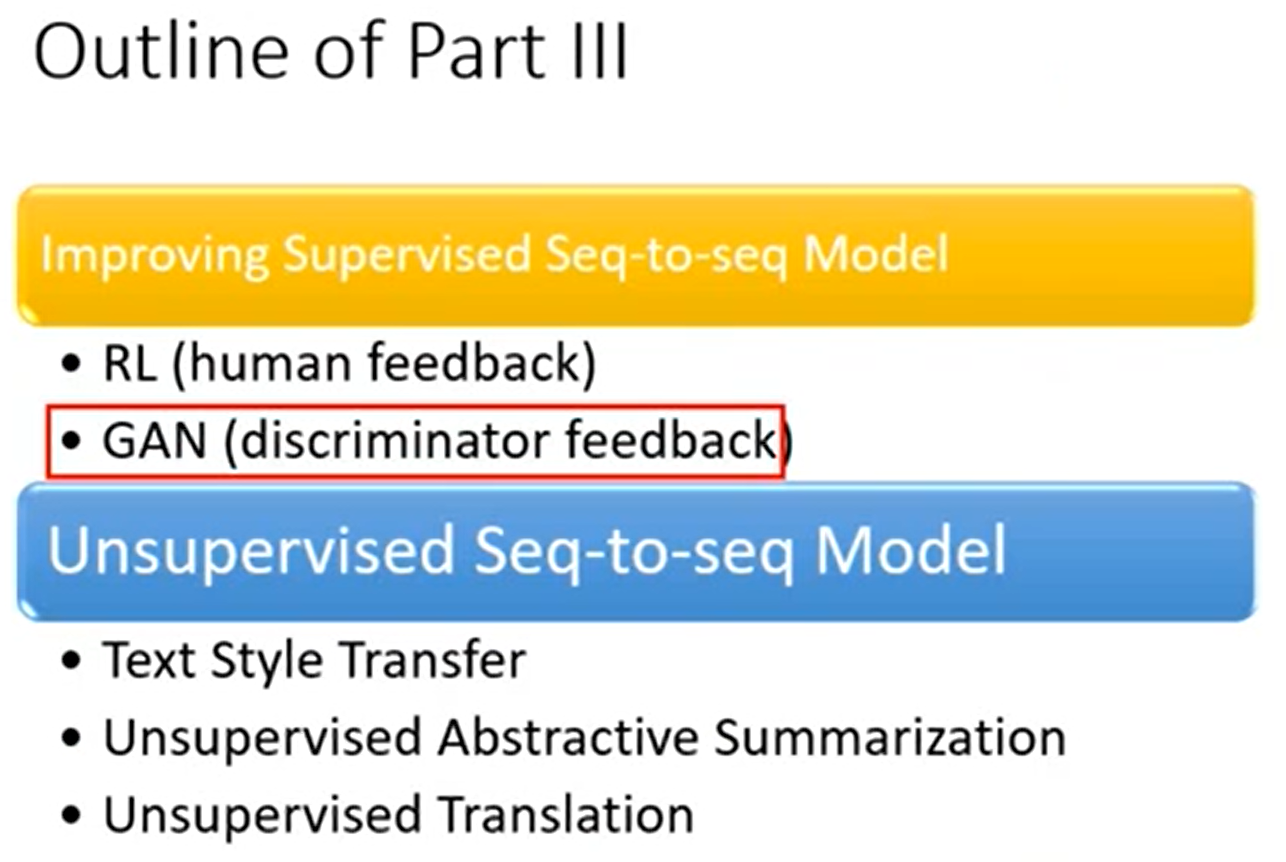 Outline of Part III
Improving Supervised Seq-to-seq Model
• RL (human feedback)
• GAN (discriminator feedback)
Unsupervised Seq-to-seq Model
• Text Style Transfer
• Unsupervised Abstractive Summarization
• Unsupervised Translation